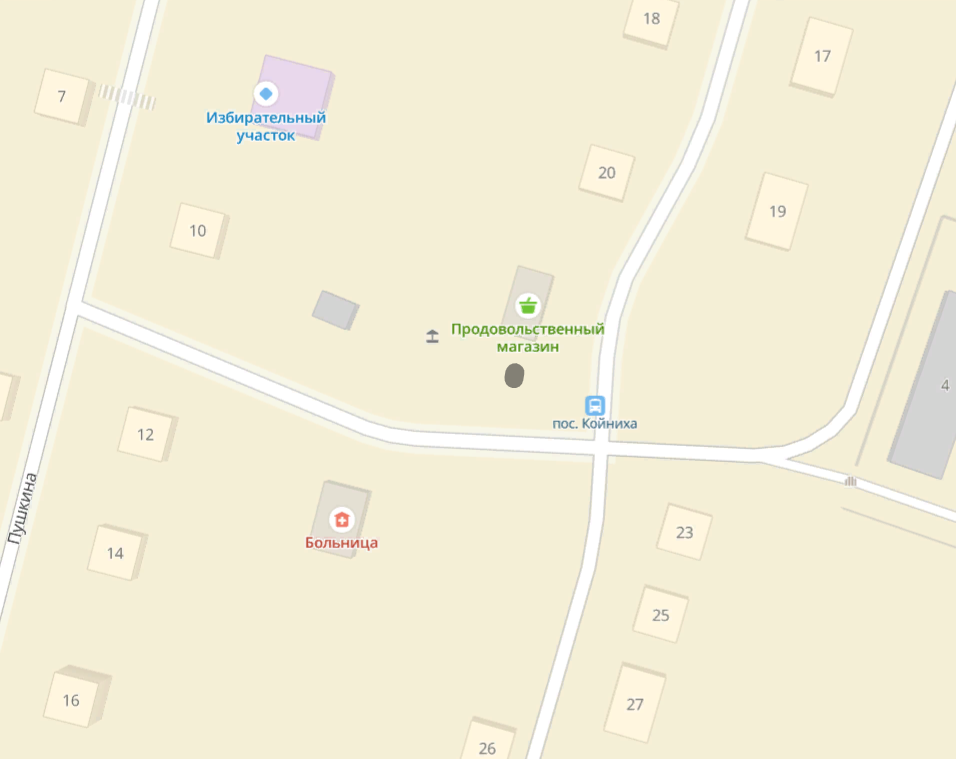 18
17
7
Избирательный
участок
20
19
10
Продовольственный
магазин
4
пос. Койниха
12
Пушкина
23
Больница
14
25
16
27
26